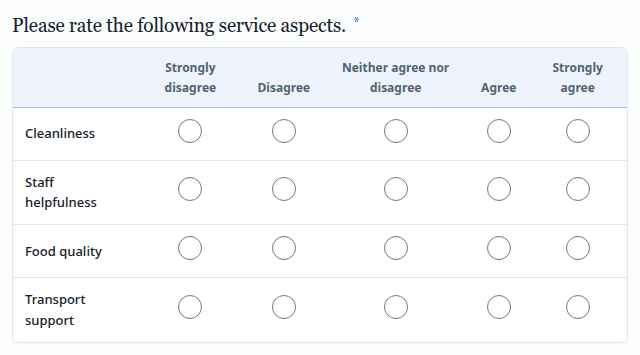 Please rate the following service aspects. *
Strongly disagree
Disagree
Neither agree nor disagree
Agree
Strongly agree
Cleanliness
Staff helpfulness
Food quality
Transport support